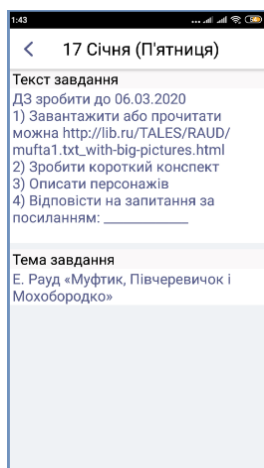 1:43
17 Січня (П'ятниця)
Текст завдання
ДЗ зробити до 06.03.2020
1) Завантажити або прочитати
можна http://lib.ru/TALES/RAUD/
mufta1.txt_with-big-pictures.html
2) Зробити короткий конспект
3) Описати персонажів
4) Відповісти на запитання за
посиланням: ____________
Тема завдання
Е. Рауд «Муфтик, Півчеревичок і
Мохобородко»